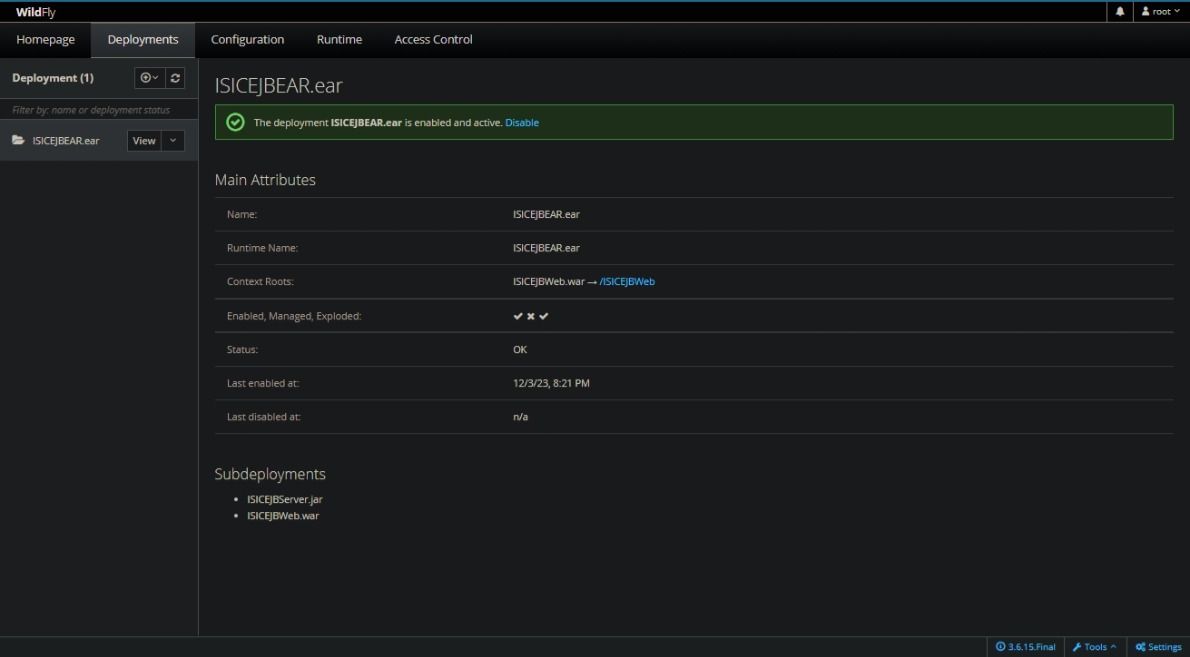 WildFly
root
Homepage Deployments Configuration Runtime Access Control
Deployment (1)
Filter by: name or deployment status
ISICEJBEAR.ear View
ISICEJBEAR.ear
The deployment ISICEJBEAR.ear is enabled and active. Disable
Main Attributes
Name: ISICEJBEAR.ear
Runtime Name: ISICEJBEAR.ear
Context Roots: ISICEJBWeb.war → /ISICEJBWeb
Enabled, Managed, Exploded: ✔ ✖ ✔
Status: OK
Last enabled at: 12/3/23, 8:21 PM
Last disabled at: n/a
Subdeployments
• ISICEJBServer.jar
• ISICEJBWeb.war
3.6.15.Final Tools Settings